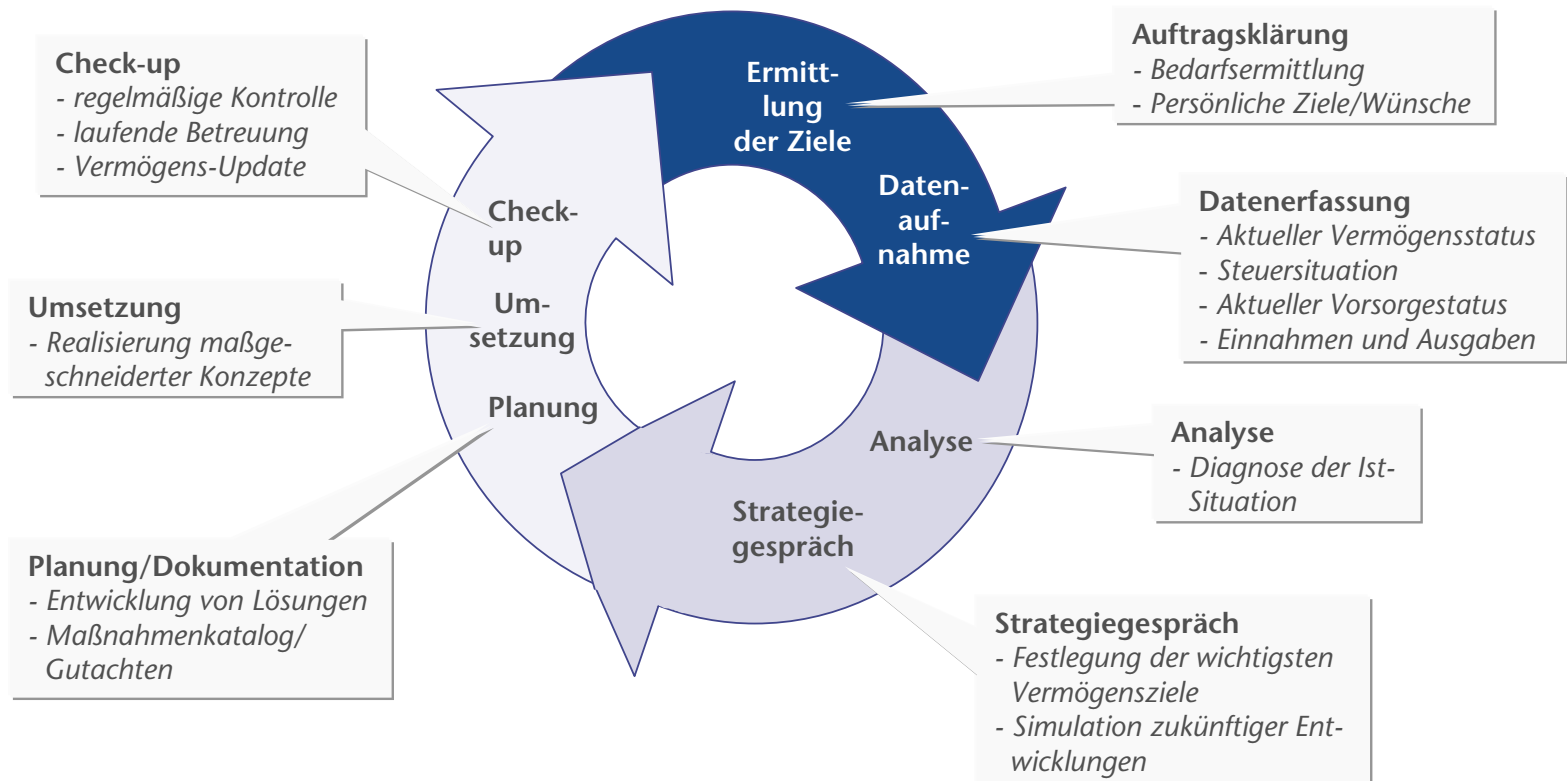 Check-up
- regelmäßige Kontrolle
- laufende Betreuung
- Vermögens-Update
Auftragsklärung
- Bedarfsermittlung
- Persönliche Ziele/Wünsche
Ermitt-
lung
der Ziele
Daten-
auf-
nahme
Datenerfassung
- Aktueller Vermögensstatus
- Steuersituation
- Aktueller Vorsorgestatus
- Einnahmen und Ausgaben
Check-
up
Umsetzung
- Realisierung maßge-
schneiderter Konzepte
Um-
setzung
Planung
Analyse
Analyse
- Diagnose der Ist-
Situation
Strategie-
gespräch
Planung/Dokumentation
- Entwicklung von Lösungen
- Maßnahmenkatalog/
Gutachten
Strategiegespräch
- Festlegung der wichtigsten
Vermögensziele
- Simulation zukünftiger Ent-
wicklungen